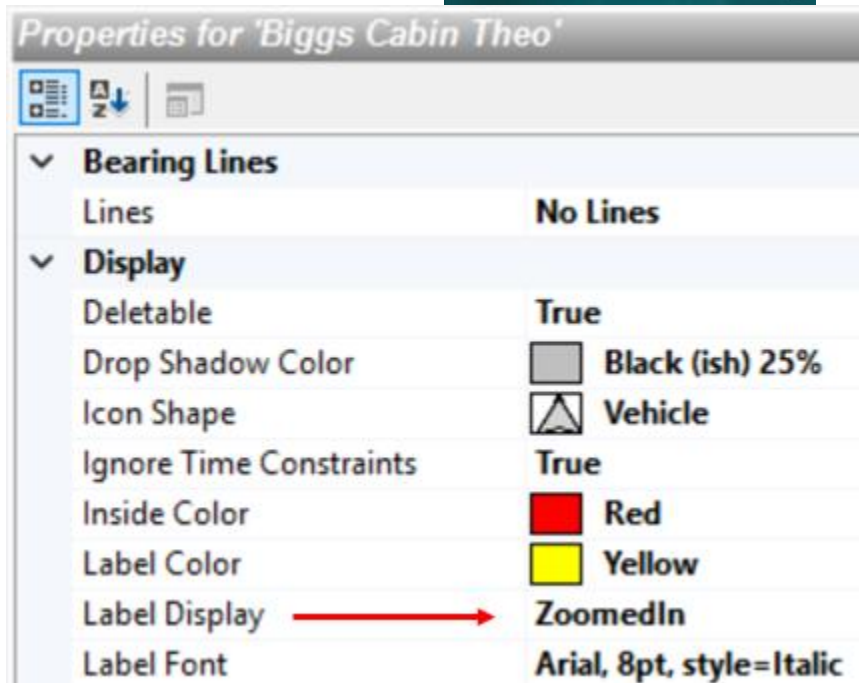 Properties for 'Biggs Cabin Theo'
A
Z
Bearing Lines
Lines No Lines
Display
Deletable True
Drop Shadow Color Black (ish) 25%
Icon Shape Vehicle
Ignore Time Constraints True
Inside Color Red
Label Color Yellow
Label Display ZoomedIn
Label Font Arial, 8pt, style=Italic